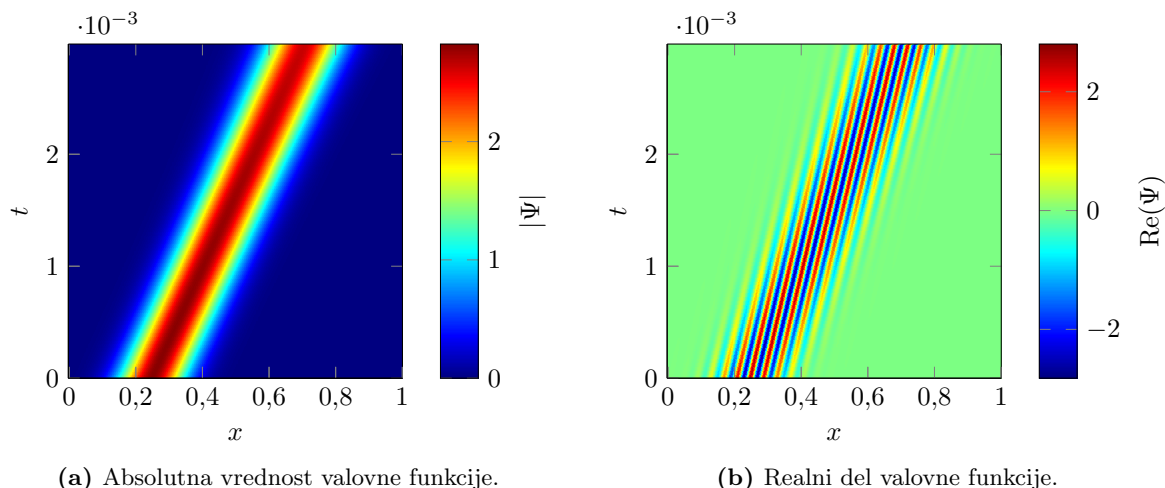 ·10⁻³
2
1
0
t
0 0,2 0,4 0,6 0,8 1
x
2
1
0
|Ψ|
(a) Absolutna vrednost valovne funkcije.
·10⁻³
2
1
0
t
0 0,2 0,4 0,6 0,8 1
x
2
0
−2
Re(Ψ)
(b) Realni del valovne funkcije.